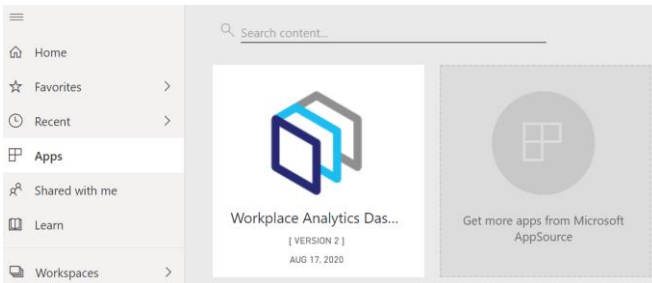 Home
Favorites
Recent
Apps
Shared with me
Learn
Workspaces
Search content...
Workplace Analytics Das...
[ VERSION 2 ]
AUG 17, 2020
Get more apps from Microsoft
AppSource